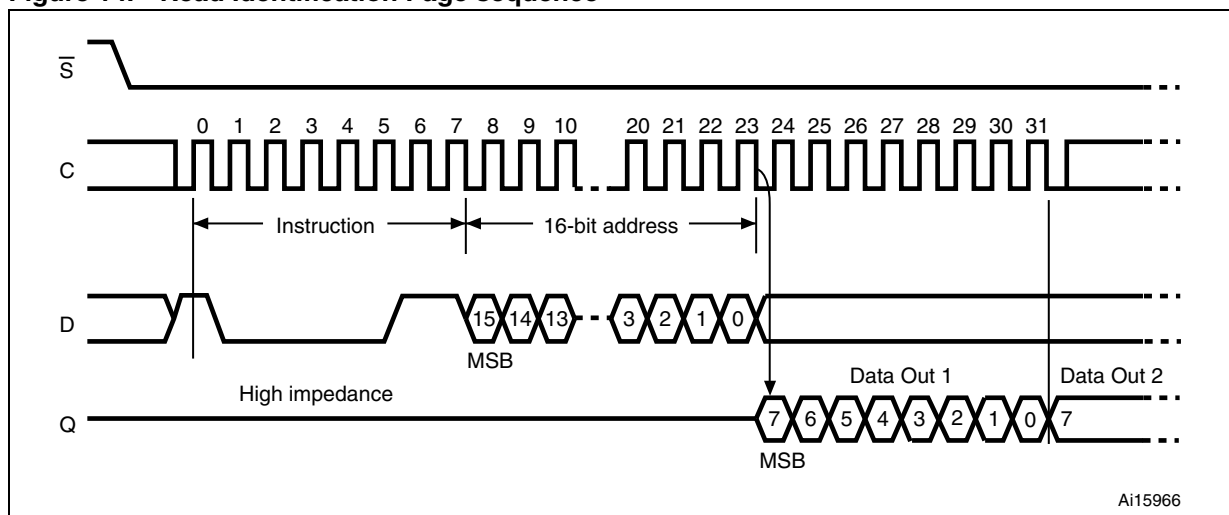 Figure 14. Read Identification Page sequence
S
0 1 2 3 4 5 6 7 8 9 10 20 21 22 23 24 25 26 27 28 29 30 31
C
Instruction 16-bit address
D 15 14 13 3 2 1 0
MSB
Data Out 1 Data Out 2
High impedance
Q 7 6 5 4 3 2 1 0 7
MSB
Ai15966